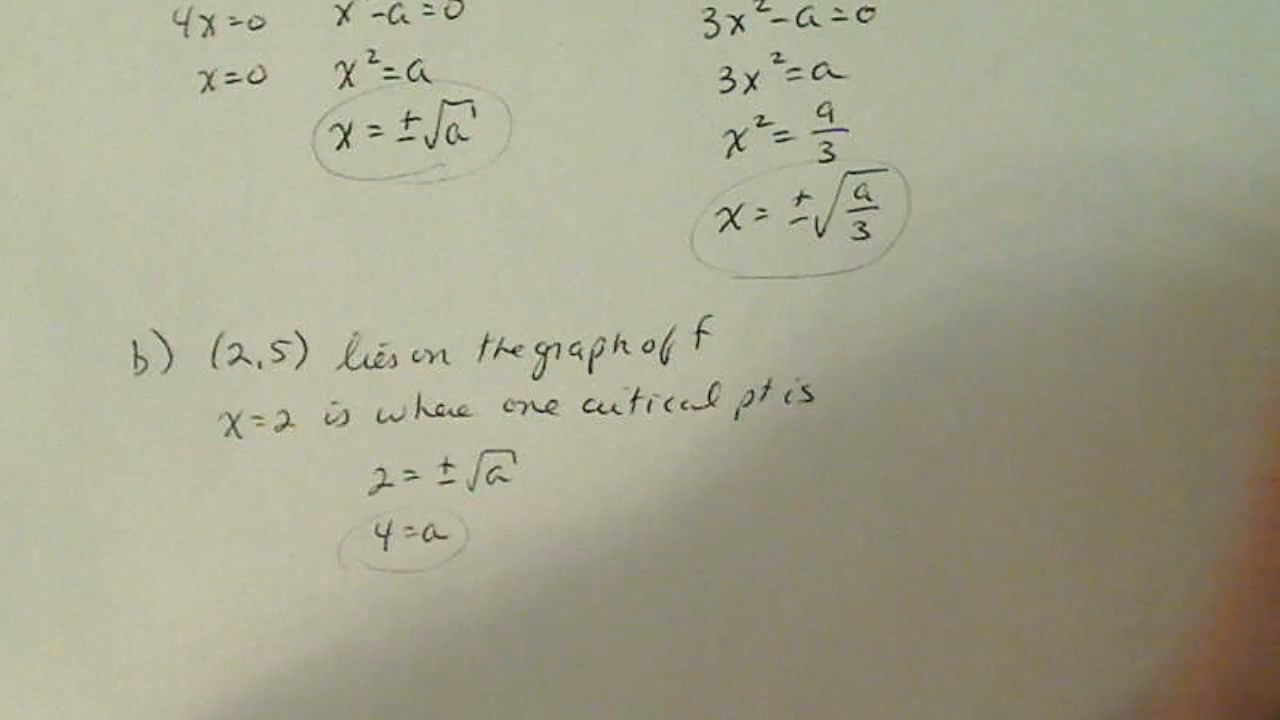 4x=0
x²-a=0
x=0
x²=a
x=±√a
3x²-a=0
3x²=a
x²=a/3
x=±√(a/3)
b) (2,5) lies on the graph of f
x=2 is where one critical pt is
2=±√a
4=a